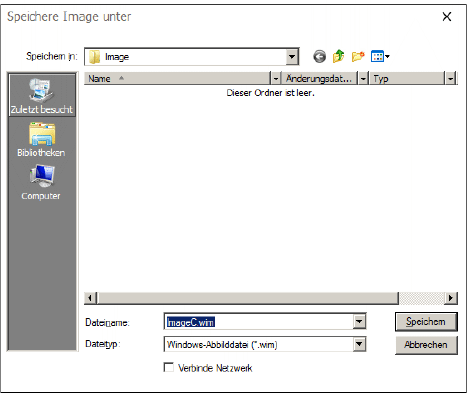 Speichere Image unter
Speichern in:
Image
Name
Änderungsdat...
Typ
Dieser Ordner ist leer.
Zuletzt besucht
Bibliotheken
Computer
Dateiname:
ImageC.wim
Speichern
Dateityp:
Windows-Abbilddatei (*.wim)
Abbrechen
Verbinde Netzwerk